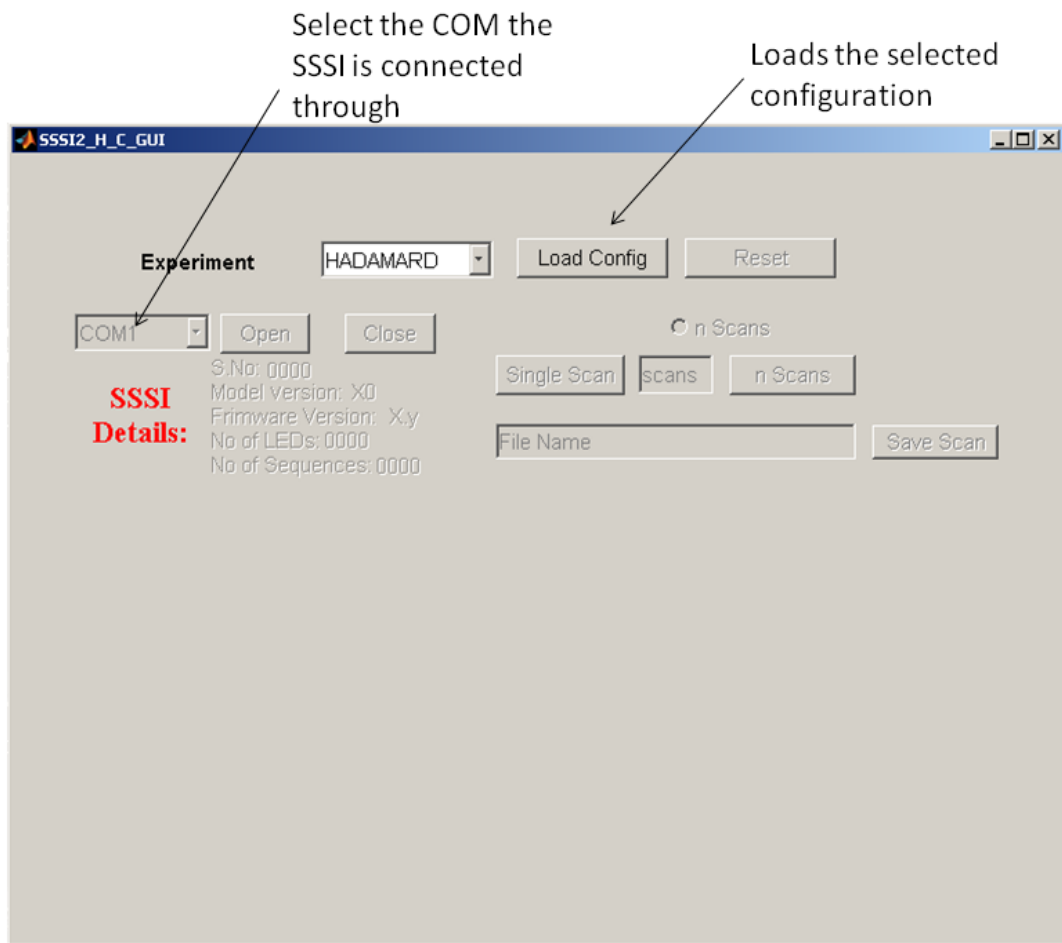 Select the COM the
SSSI is connected
through
Loads the selected
configuration
SSSI2_H_C_GUI
Experiment
HADAMARD
Load Config
Reset
COM1
Open
Close
n Scans
S.No: 0000
Model Version: X0
Frimware Version: X.y
No of LEDs: 0000
No of Sequences: 0000
SSSI
Details:
Single Scan
scans
n Scans
File Name
Save Scan